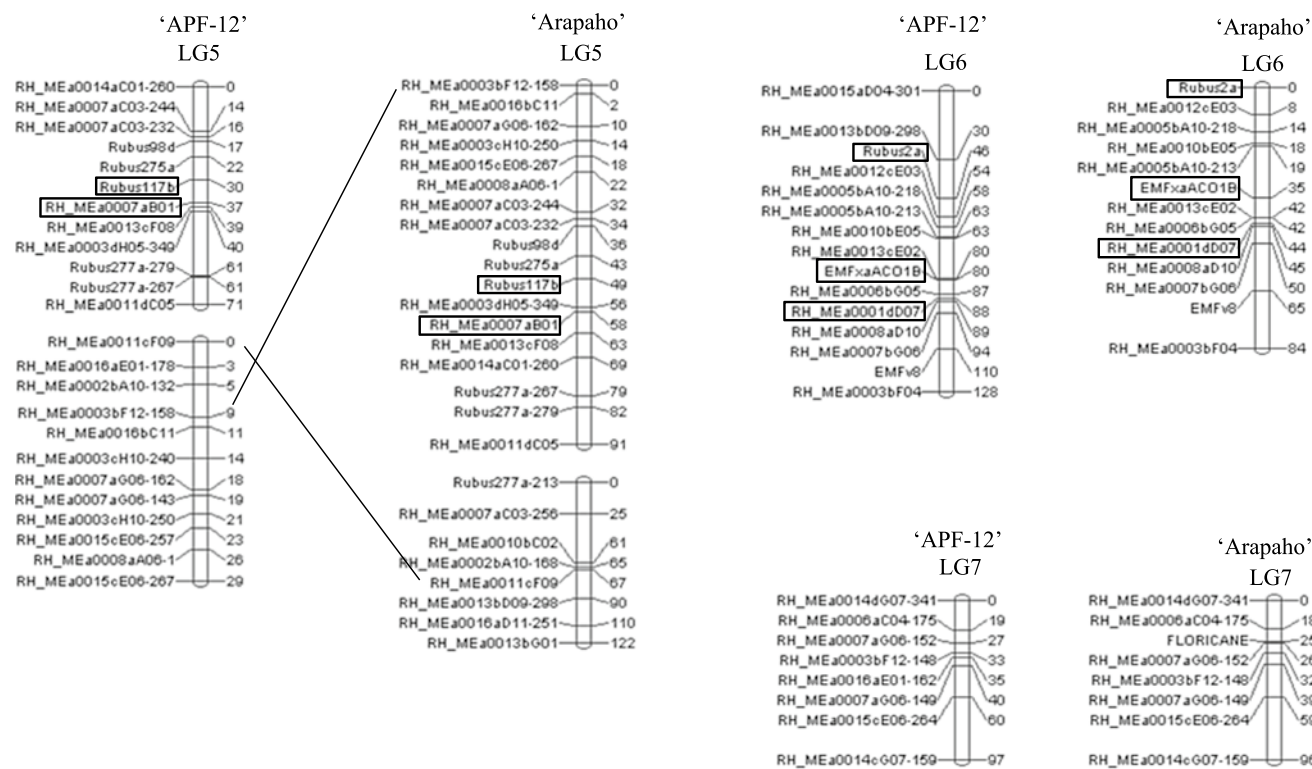 ‘APF-12’
LG5
RH_MEa0014aC01-260 0
RH_MEa0007aC03-244 14
RH_MEa0007aC03-232 16
Rubus98d 17
Rubus275a 22
Rubus117b 30
RH_MEa0007aB01 37
RH_MEa0013cF08 39
RH_MEa0003dH05-349 40
Rubus277a-279 61
Rubus277a-267 61
RH_MEa0011dC05 71
RH_MEa0011cF09 0
RH_MEa0016aE01-178 3
RH_MEa0002bA10-132 5
RH_MEa0003bF12-158 9
RH_MEa0016bC11 11
RH_MEa0003cH10-240 14
RH_MEa0007aG06-162 18
RH_MEa0007aG06-143 19
RH_MEa0003cH10-250 21
RH_MEa0015cE06-257 23
RH_MEa0008aA06-1 26
RH_MEa0015cE06-267 29
‘Arapaho’
LG5
RH_MEa0003bF12-158 0
RH_MEa0016bC11 2
RH_MEa0007aG06-162 10
RH_MEa0003cH10-250 14
RH_MEa0015cE06-267 18
RH_MEa0008aA06-1 22
RH_MEa0007aC03-244 32
RH_MEa0007aC03-232 34
Rubus98d 36
Rubus275a 43
Rubus117b 49
RH_MEa0003dH05-349 56
RH_MEa0007aB01 58
RH_MEa0013cF08 63
RH_MEa0014aC01-260 69
Rubus277a-267 79
Rubus277a-279 82
RH_MEa0011dC05 91
Rubus277a-213 0
RH_MEa0007aC03-256 25
RH_MEa0010bC02 61
RH_MEa0002bA10-168 65
RH_MEa0011cF09 67
RH_MEa0013bD09-298 90
RH_MEa0016aD11-251 110
RH_MEa0013bG01 122
‘APF-12’
LG6
RH_MEa0015aD04-301 0
RH_MEa0013bD09-298 30
Rubus2a 46
RH_MEa0012cE03 54
RH_MEa0005bA10-218 58
RH_MEa0005bA10-213 63
RH_MEa0010bE05 63
RH_MEa0013cE02 80
EMFxaACO1B 80
RH_MEa0006bG05 87
RH_MEa0001dD07 88
RH_MEa0008aD10 89
RH_MEa0007bG06 94
EMFv8 110
RH_MEa0003bF04 128
‘Arapaho’
LG6
Rubus2a 0
RH_MEa0012cE03 8
RH_MEa0005bA10-218 14
RH_MEa0010bE05 18
RH_MEa0005bA10-213 19
EMFxaACO1B 35
RH_MEa0013cE02 42
RH_MEa0006bG05 42
RH_MEa0001dD07 44
RH_MEa0008aD10 45
RH_MEa0007bG06 50
EMFv8 65
RH_MEa0003bF04 84
‘APF-12’
LG7
RH_MEa0014dG07-341 0
RH_MEa0006aC04-175 19
RH_MEa0007aG06-152 27
RH_MEa0003bF12-148 33
RH_MEa0016aE01-162 35
RH_MEa0007aG06-149 40
RH_MEa0015cE06-264 60
RH_MEa0014cG07-159 97
‘Arapaho’
LG7
RH_MEa0014dG07-341 0
RH_MEa0006aC04-175 18
FLORICANE 25
RH_MEa0007aG06-152 26
RH_MEa0003bF12-148 32
RH_MEa0007aG06-149 39
RH_MEa0015cE06-264 59
RH_MEa0014cG07-159